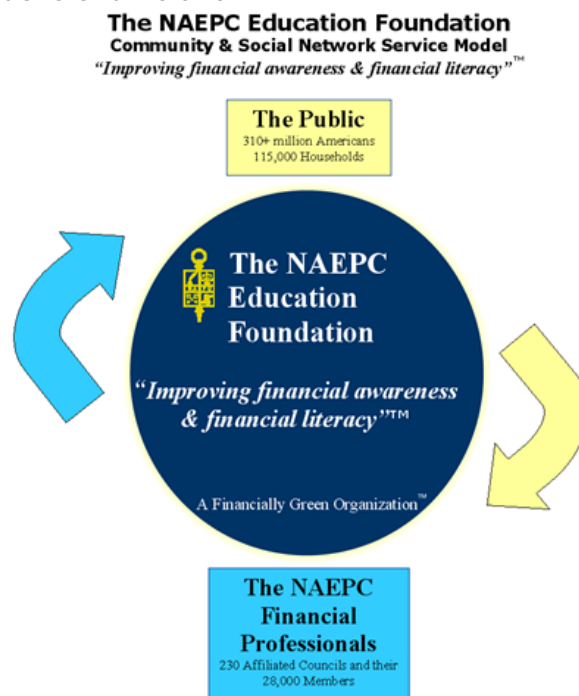 The NAEPC Education Foundation
Community & Social Network Service Model
“Improving financial awareness & financial literacy”™
The Public
310+ million Americans
115,000 Households
The NAEPC
Education
Foundation
“Improving financial awareness
& financial literacy”™
A Financially Green Organization™
The NAEPC
Financial
Professionals
230 Affiliated Councils and their
28,000 Members